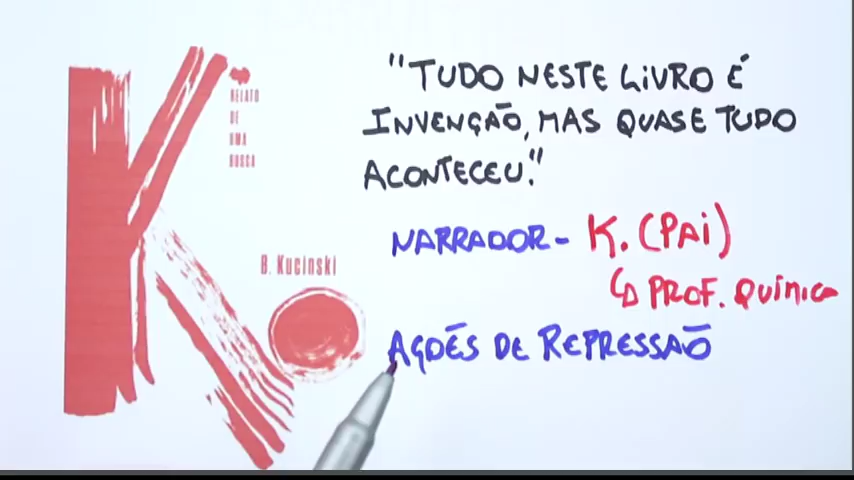 RELATO
DE
UMA
BUSCA
B. Kucinski
"TUDO NESTE LIVRO É
INVENÇÃO, MAS QUASE TUDO
ACONTECEU."
NARRADOR - K. (PAI)
PROF. QUÍMICA
AÇÕES DE REPRESSÃO